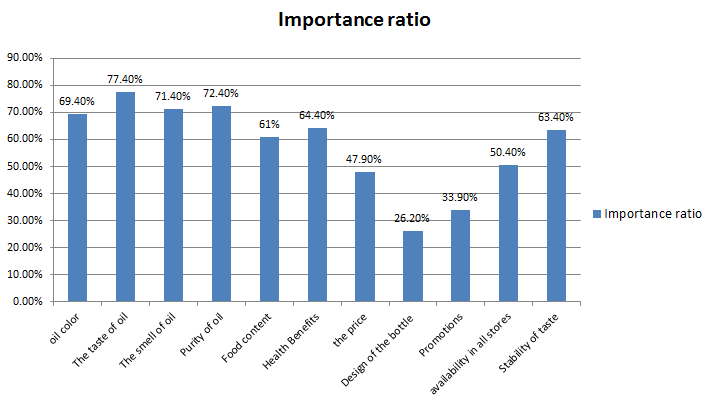 Importance ratio
90.00%
80.00%
70.00%
60.00%
50.00%
40.00%
30.00%
20.00%
10.00%
0.00%
69.40%
77.40%
71.40%
72.40%
61%
64.40%
47.90%
26.20%
33.90%
50.40%
63.40%
oil color
The taste of oil
The smell of oil
Purity of oil
Food content
Health Benefits
the price
Design of the bottle
Promotions
availability in all stores
Stability of taste
Importance ratio